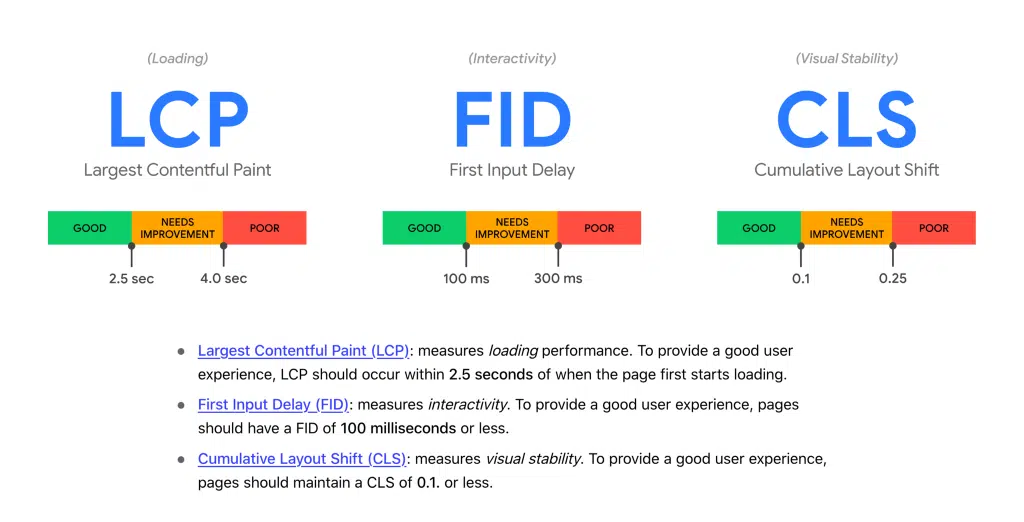 (Loading)
LCP
Largest Contentful Paint
GOOD
NEEDS
IMPROVEMENT
POOR
2.5 sec
4.0 sec
(Interactivity)
FID
First Input Delay
GOOD
NEEDS
IMPROVEMENT
POOR
100 ms
300 ms
(Visual Stability)
CLS
Cumulative Layout Shift
GOOD
NEEDS
IMPROVEMENT
POOR
0.1
0.25
• Largest Contentful Paint (LCP): measures loading performance. To provide a good user
experience, LCP should occur within 2.5 seconds of when the page first starts loading.
• First Input Delay (FID): measures interactivity. To provide a good user experience, pages
should have a FID of 100 milliseconds or less.
• Cumulative Layout Shift (CLS): measures visual stability. To provide a good user experience,
pages should maintain a CLS of 0.1. or less.